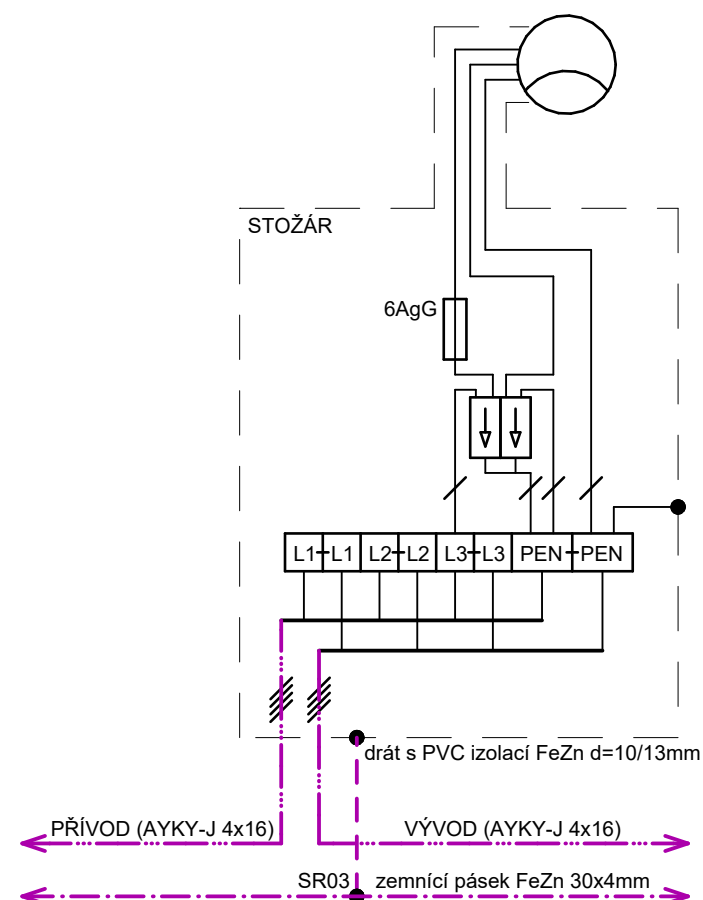 STOŽÁR
6AgG
L1 L1 L2 L2 L3 L3 PEN PEN
drát s PVC izolací FeZn d=10/13mm
PŘÍVOD (AYKY-J 4x16) VÝVOD (AYKY-J 4x16)
SR03 zemnící pásek FeZn 30x4mm